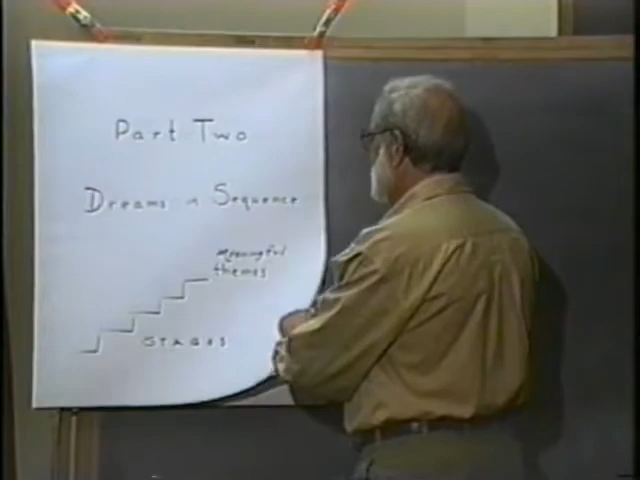 Part Two
Dreams in Sequence
Meaningful
themes
STAGES